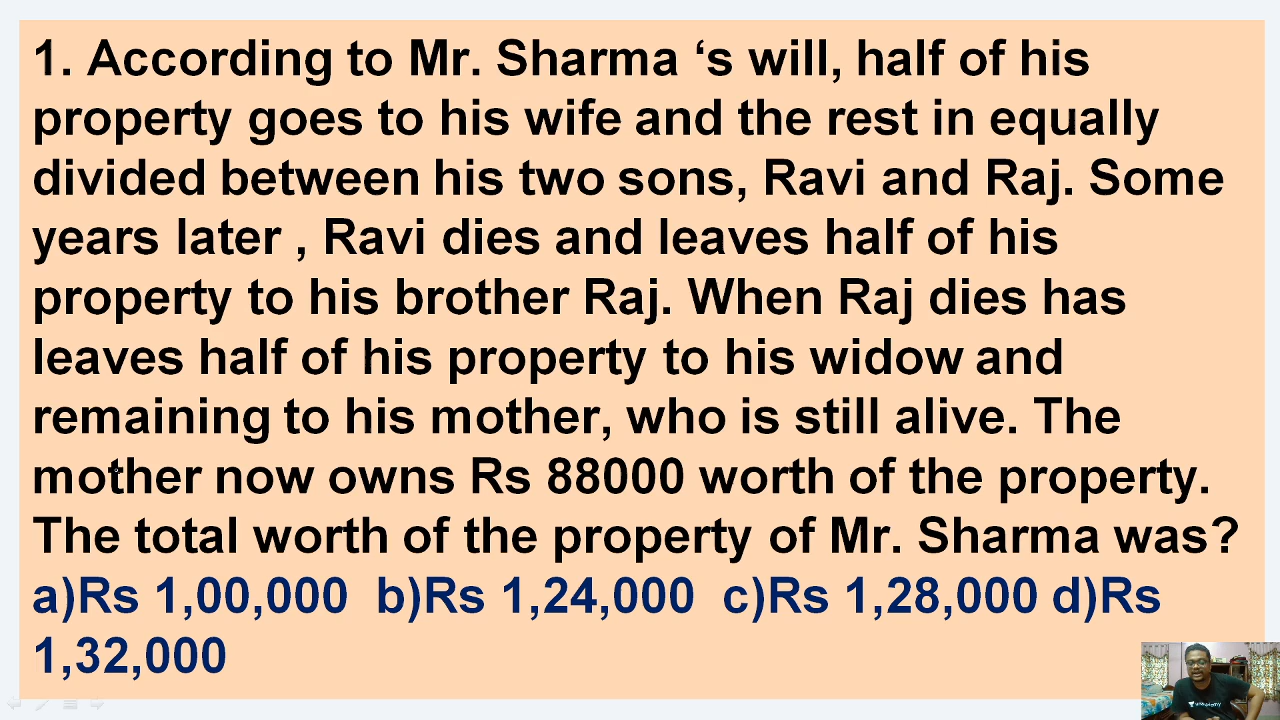 1. According to Mr. Sharma ‘s will, half of his
property goes to his wife and the rest in equally
divided between his two sons, Ravi and Raj. Some
years later , Ravi dies and leaves half of his
property to his brother Raj. When Raj dies has
leaves half of his property to his widow and
remaining to his mother, who is still alive. The
mother now owns Rs 88000 worth of the property.
The total worth of the property of Mr. Sharma was?
a)Rs 1,00,000  b)Rs 1,24,000  c)Rs 1,28,000 d)Rs
1,32,000